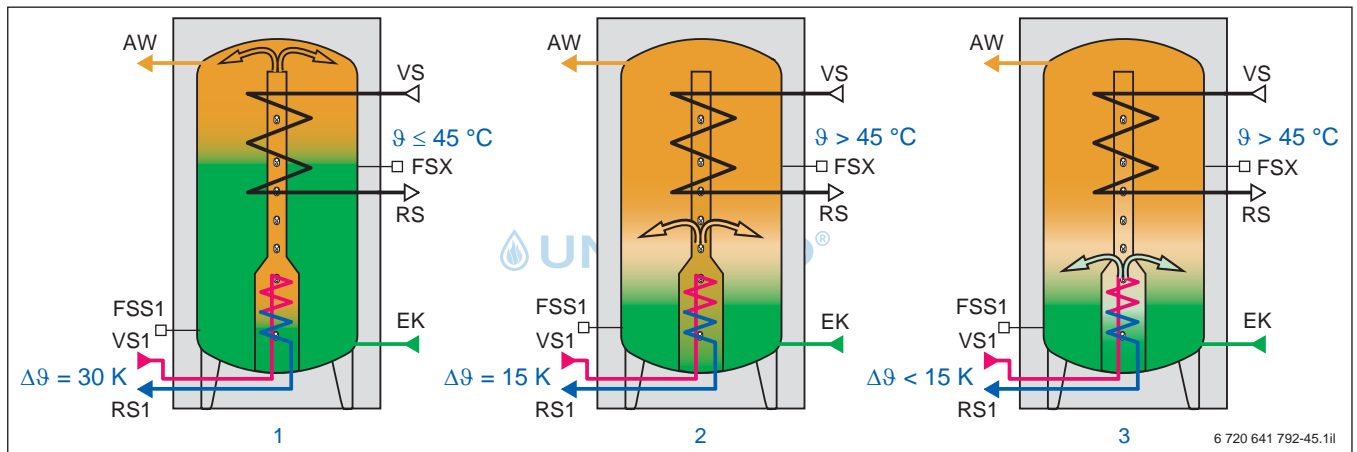 AW
VS
ϑ ≤ 45 °C
FSX
RS
FSS1
VS1
EK
Δϑ = 30 K
RS1
1
AW
VS
ϑ > 45 °C
FSX
RS
FSS1
VS1
EK
Δϑ = 15 K
RS1
2
AW
VS
ϑ > 45 °C
FSX
RS
FSS1
VS1
EK
Δϑ < 15 K
RS1
3
6 720 641 792-45.1il